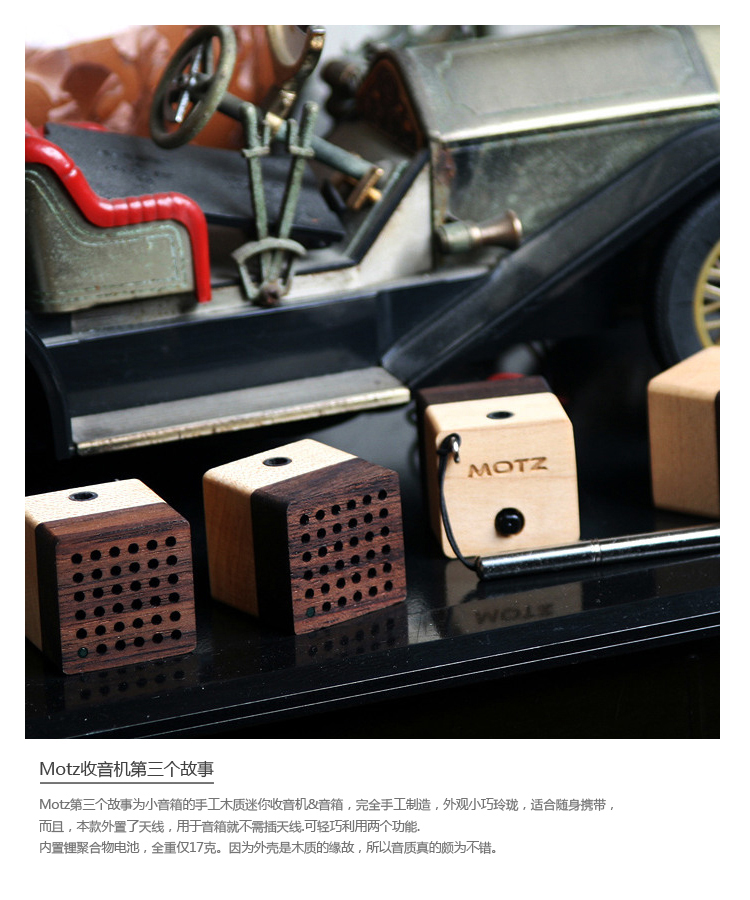 MOTZ
Motz收音机第三个故事
Motz第三个故事为小音箱的手工木质迷你收音机&音箱，完全手工制造，外观小巧玲珑，适合随身携带，
而且，本款外置了天线，用于音箱就不需插天线.可轻巧利用两个功能.
内置锂聚合物电池，全重仅17克。因为外壳是木质的缘故，所以音质真的颇为不错。